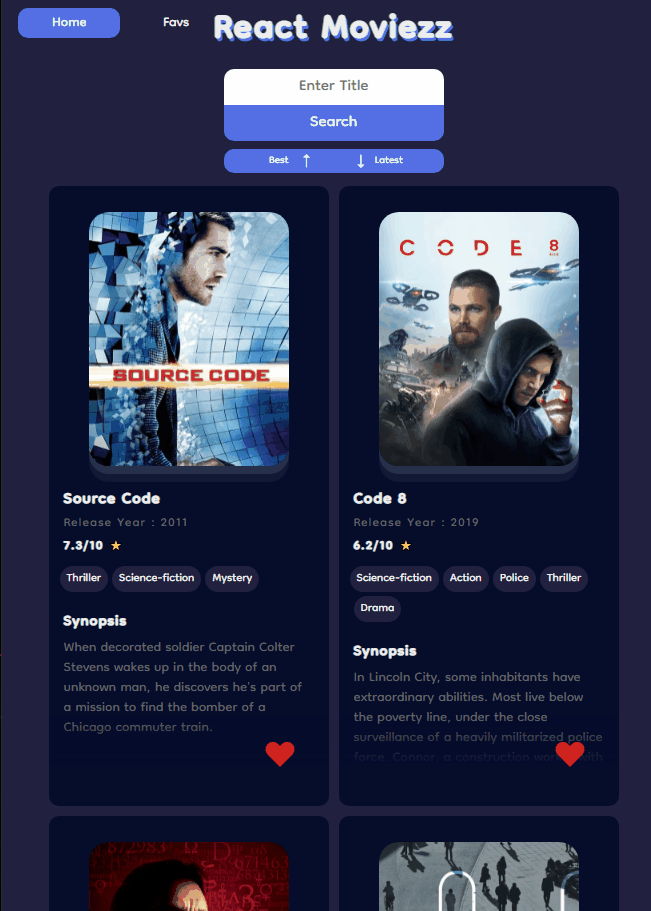 Home
Favs
React Moviezz
Enter Title
Search
Best ↑ ↓ Latest
SOURCE CODE
Source Code
Release Year : 2011
7.3/10 ★
Thriller
Science-fiction
Mystery
Synopsis
When decorated soldier Captain Colter
Stevens wakes up in the body of an
unknown man, he discovers he's part of
a mission to find the bomber of a
Chicago commuter train.
CODE 8
Code 8
Release Year : 2019
6.2/10 ★
Science-fiction
Action
Police
Thriller
Drama
Synopsis
In Lincoln City, some inhabitants have
extraordinary abilities. Most live below
the poverty line, under the close
surveillance of a heavily militarized police
force. Connor, a construction with